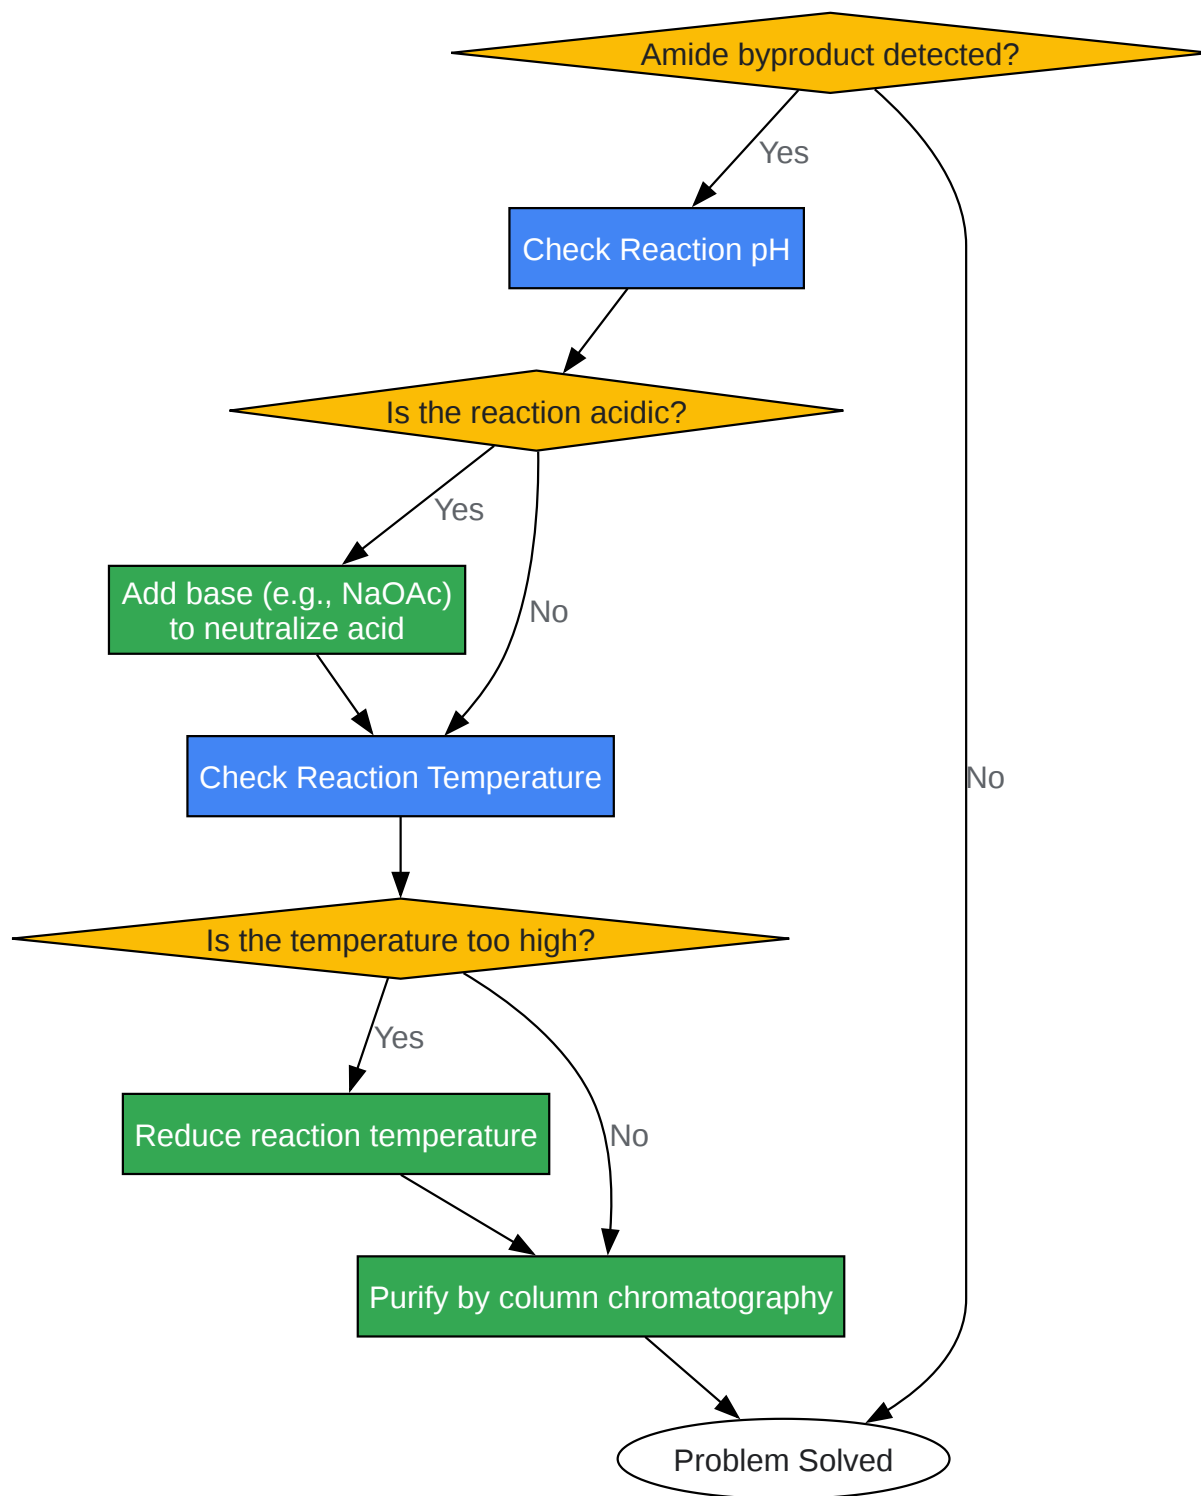 Amide byproduct detected?
Yes
Check Reaction pH
Is the reaction acidic?
Yes
Add base (e.g., NaOAc)
to neutralize acid
No
Check Reaction Temperature
No
Is the temperature too high?
Yes
Reduce reaction temperature
No
Purify by column chromatography
Problem Solved